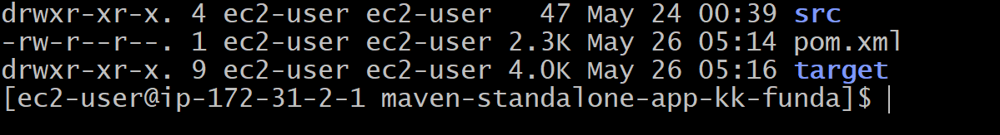 drwxr-xr-x. 4 ec2-user ec2-user   47 May 24 00:39 src
-rw-r--r--. 1 ec2-user ec2-user 2.3K May 26 05:14 pom.xml
drwxr-xr-x. 9 ec2-user ec2-user 4.0K May 26 05:16 target
[ec2-user@ip-172-31-2-1 maven-standalone-app-kk-funda]$